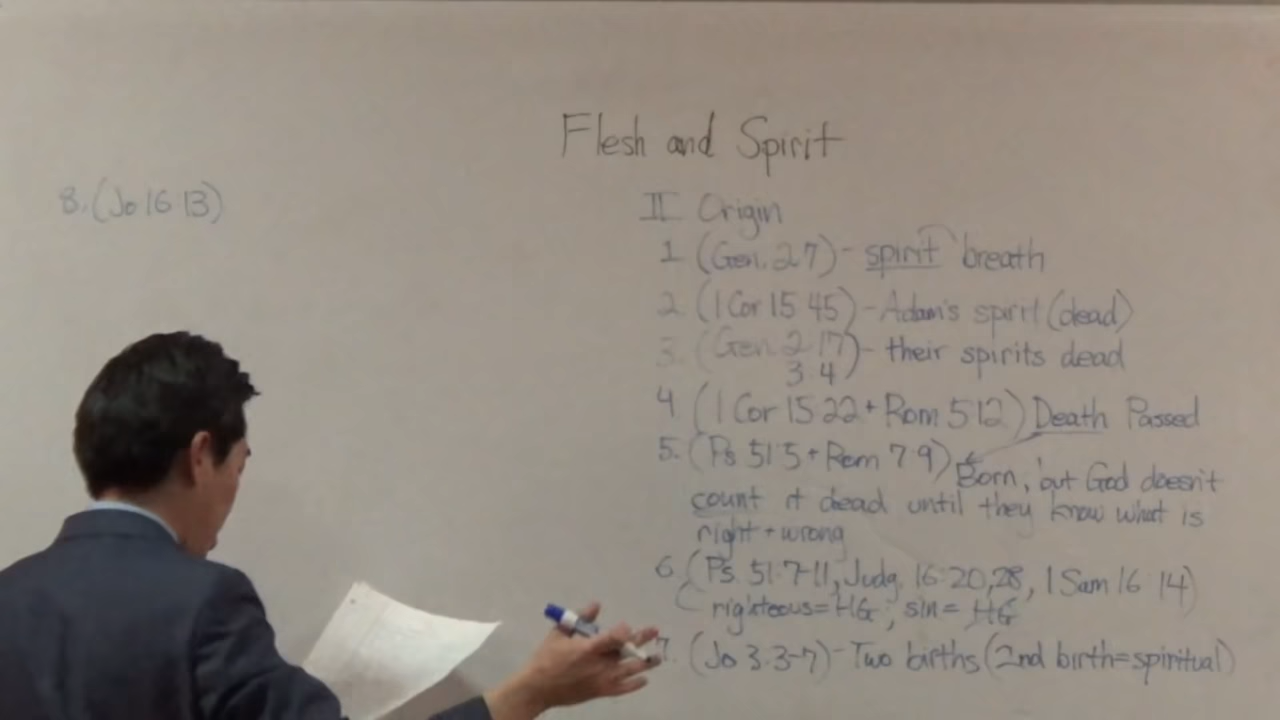 Flesh and Spirit
II Origin
1 (Gen. 2 7) - spirit breath
2. (1 Cor 15 45) - Adam's spirit (dead)
3. (Gen. 2 17) - their spirits dead
3 4
4 (1 Cor 15 22 + Rom 5 12) Death Passed
5. (Ps 51 5 + Rom 7 9) Born, but God doesn't
count it dead until they know what is
right + wrong
6 (Ps. 51 7-11, Judg. 16:20,28, 1 Sam 16 14)
righteous = HG; sin = HG
7. (Jo 3.3-7) - Two births (2nd birth = spiritual)
8. (Jo 16 13)